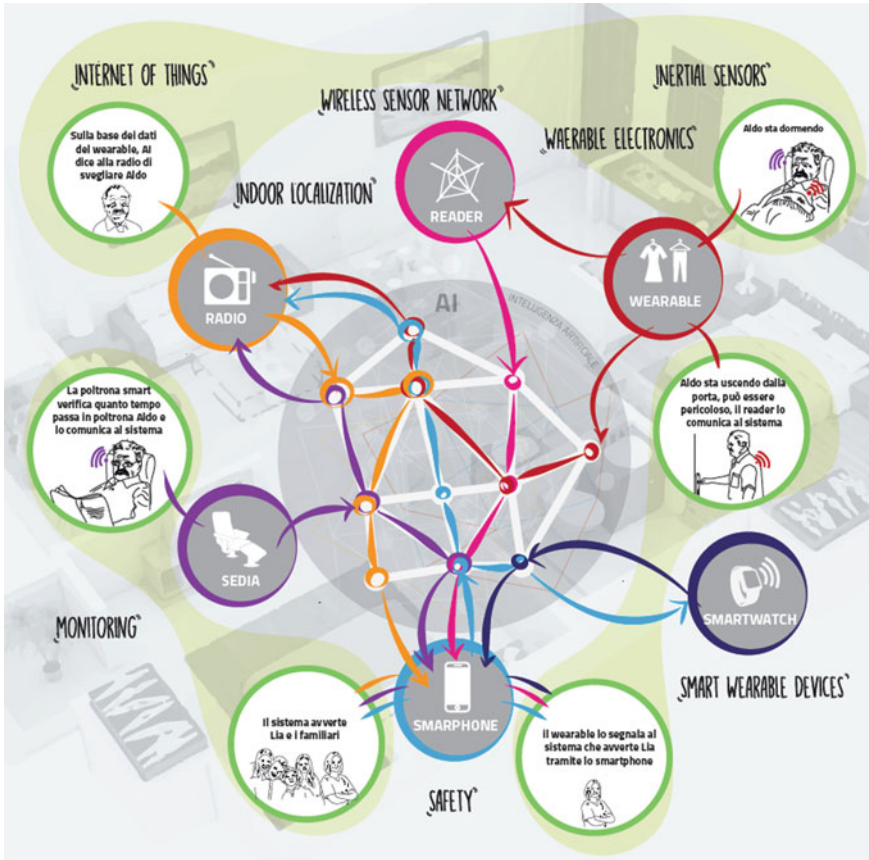 „INTERNET OF THINGS”
„INERTIAL SENSORS”
„WIRELESS SENSOR NETWORK”
„WAERABLE ELECTRONICS”
Sulla base dei dati
del wearable, AI
dice alla radio di
svegliare Aldo
Aldo sta dormendo
READER
„INDOOR LOCALIZATION”
RADIO
AI
INTELLIGENZA ARTIFICIALE
WEARABLE
La poltrona smart
verifica quanto tempo
passa in poltrona Aldo e
lo comunica al sistema
Aldo sta uscendo dalla
porta, può essere
pericoloso, il reader lo
comunica al sistema
SEDIA
SMARTWATCH
„MONITORING”
„SMART WEARABLE DEVICES”
SMARPHONE
Il sistema avverte
Lia e i familiari
il wearable lo segnala al
sistema che avverte Lia
tramite lo smartphone
„SAFETY”